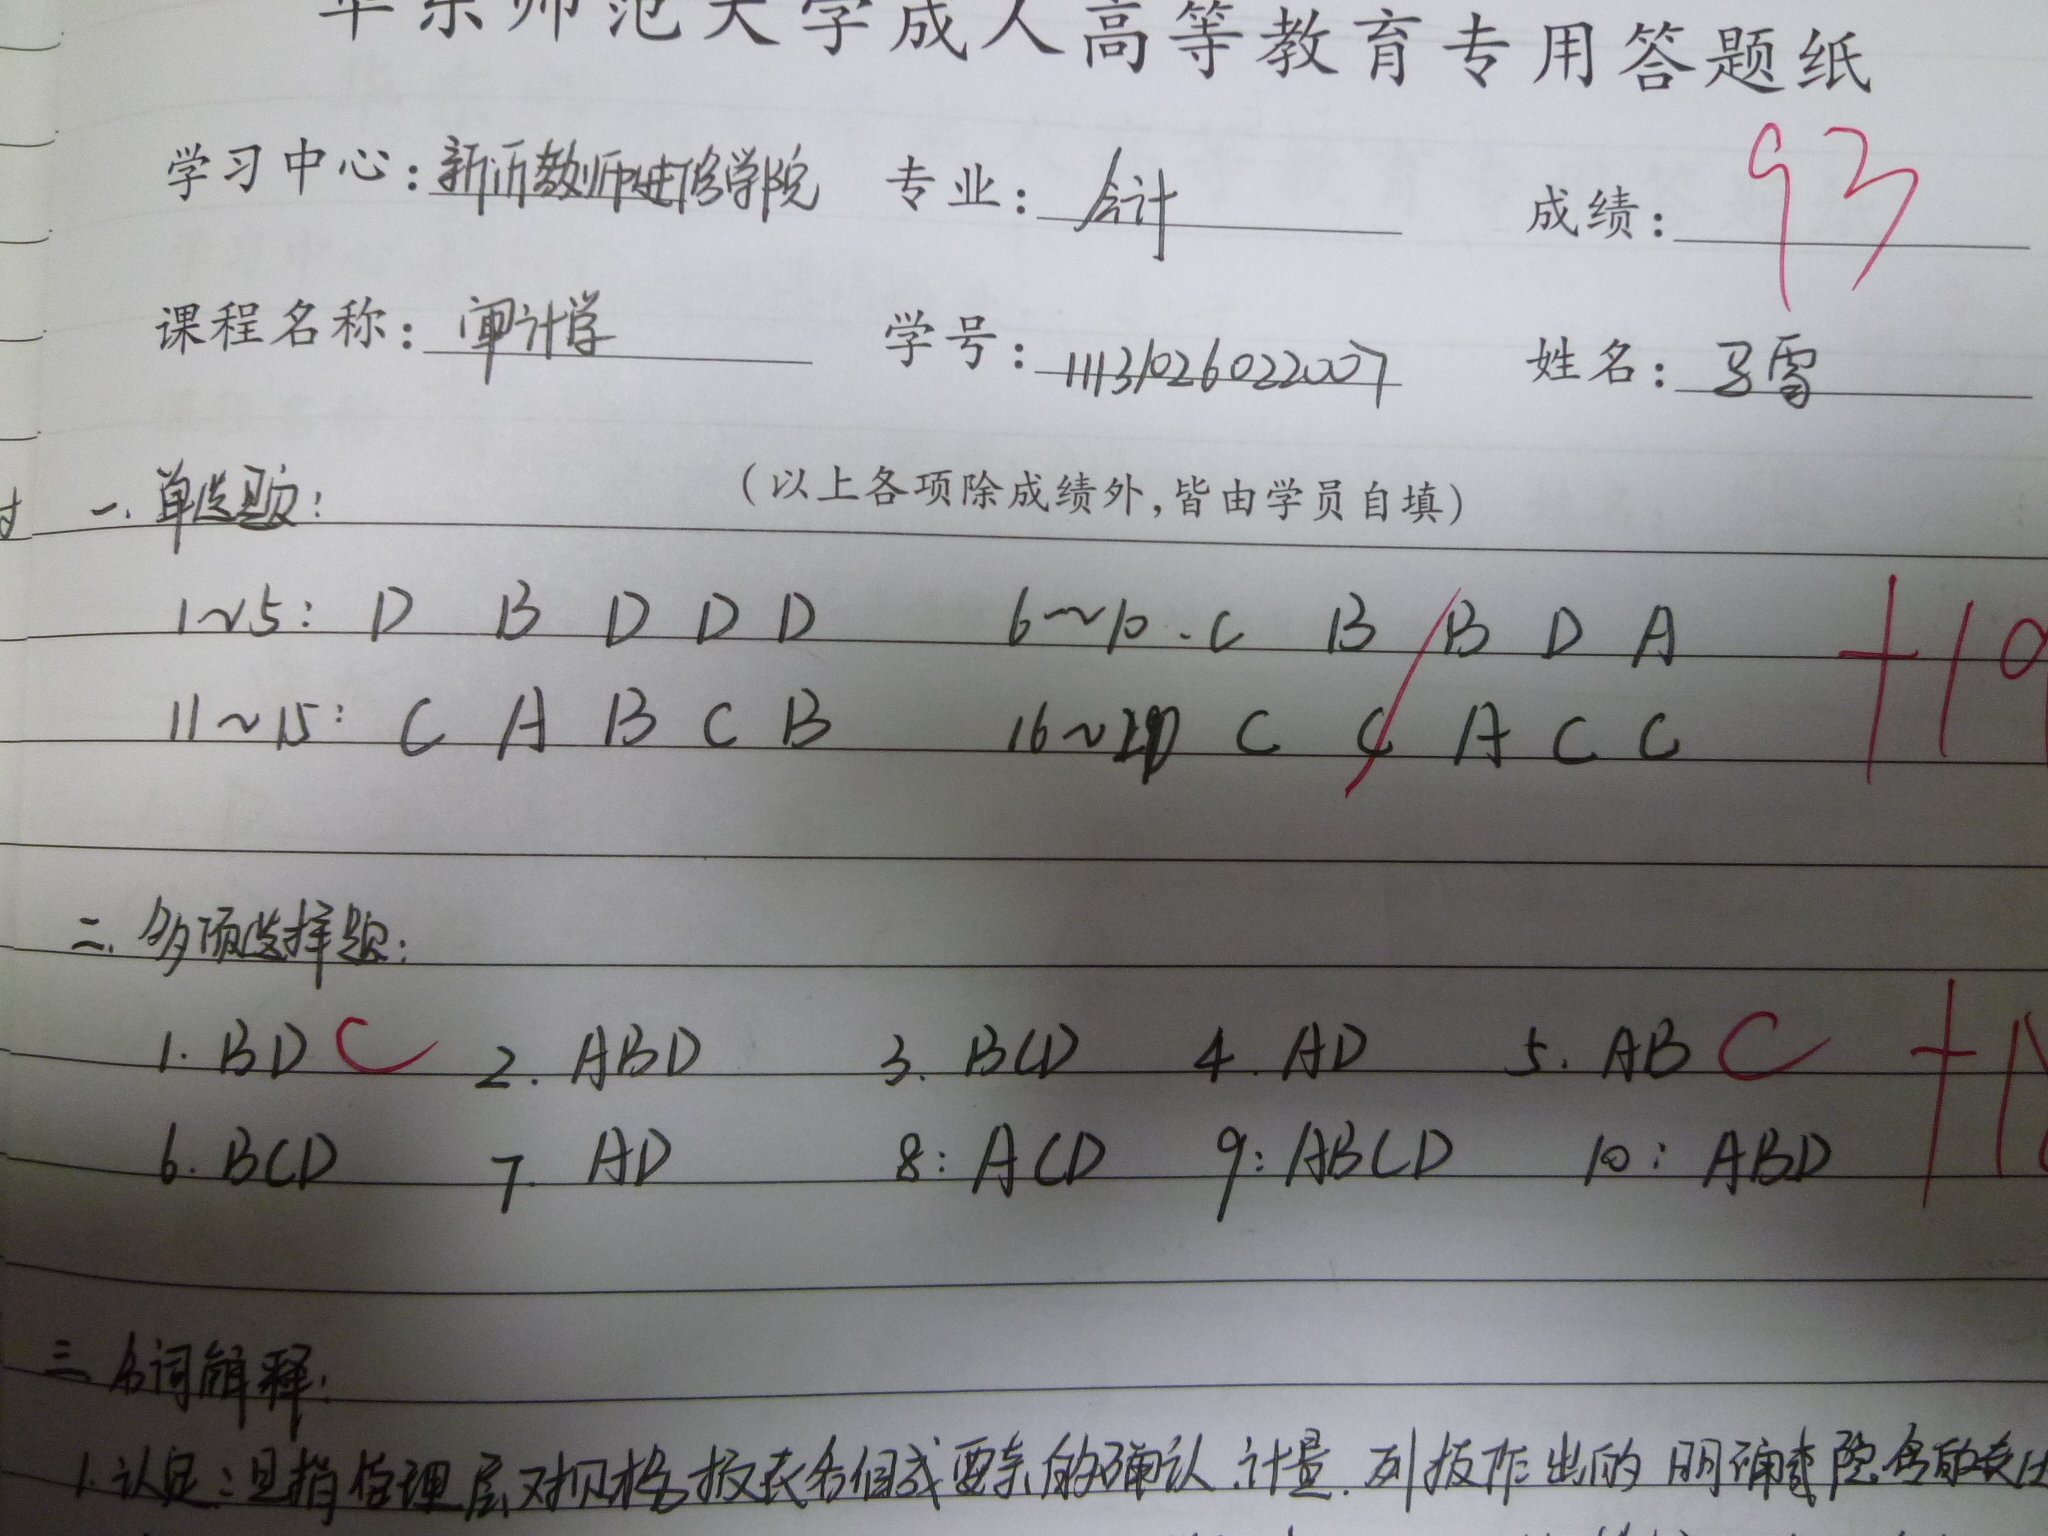 华东师范大学成人高等教育专用答题纸
学习中心：新沂教师进修学院 专业：会计 成绩：93
课程名称：审计学 学号：11131026022007 姓名：马雪
（以上各项除成绩外，皆由学员自填）
一、单选题：
1~5： D B D D D 6~10. C B B D A +19
11~15： C A B C B 16~20 C C A C C
二、多项选择题：
1. BD C 2. ABD 3. BCD 4. AD 5. AB C
6. BCD 7. AD 8: ACD 9: ABCD 10: ABD
三、名词解释：
1. 认定：是指管理层对财务报表各组成要素的确认、计量、列报作出的明确或隐含的表达